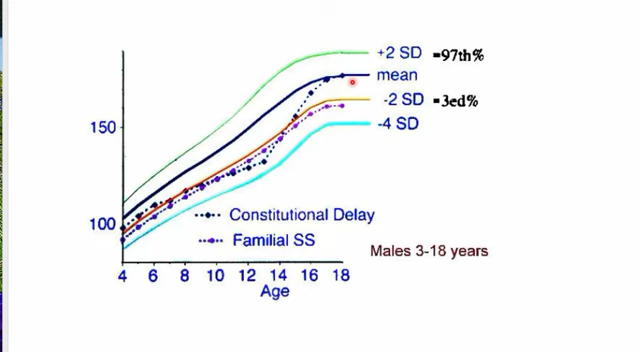 +2 SD =97th%
mean
-2 SD =3ed%
-4 SD
150
100
Constitutional Delay
Familial SS
Males 3-18 years
4 6 8 10 12 14 16 18
Age